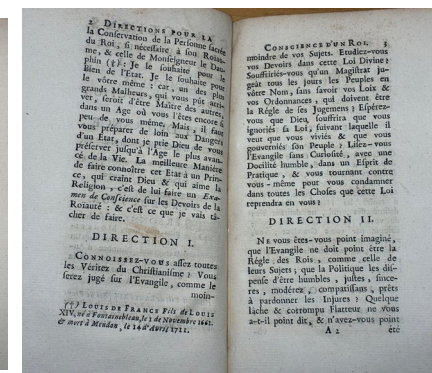 2 DIRECTIONS POUR LA
la Conservation de la Personne sacrée
du Roi, si nécessaire à son Roïau-
me, & celle de Monseigneur le Dau-
phin (†): Je le souhaite pour le
Bien de l'Etat. Je le souhaite pour
le vôtre même: car, un des plus
grands Malheurs, qui vous pût arri-
ver, seroit d'être Maître des autres,
dans un Age où vous l'êtes encore si
peu de vous même. Mais, il faut
vous préparer de loin aux Dangers
d'un Etat, dont je prie Dieu de vous
préserver jusqu'à l'Age le plus avan-
cé de la Vie. La meilleure Maniére
de faire connoître cet Etat à un Prin-
ce, qui craint Dieu & qui aime la
Religion, c'est de lui faire un Exa-
men de Conscience sur les Devoirs de la
Roïauté: & c'est ce que je vais tâ-
cher de faire.
DIRECTION I.
CONNOISSEZ-VOUS assez toutes
les Véritez du Christianisme? Vous
serez jugé sur l'Evangile, comme le
moin-
(†) LOUIS DE FRANCE Fils de LOUIS
XIV, né à Fontainebleau, le 1 de Novembre 1661.
& mort à Meudon, le 14 d'Avril 1711.
CONSCIENCE D'UN ROI. 3
moindre de vos Sujets. Etudiez-vous
vos Devoirs dans cette Loi Divine?
Souffririés-vous qu'un Magistrat ju-
geât tous les jours les Peuples en
vôtre Nom, sans savoir vos Loix &
vos Ordonnances, qui doivent être
la Régle de ses Jugemens? Espérez-
vous que Dieu souffrira que vous
ignoriés sa Loi, suivant laquelle il
veut que vous viviés & que vous
gouverniés son Peuple? Lisez-vous
l'Evangile sans Curiosité, avec une
Docilité humble, dans un Esprit de
Pratique, & vous tournant contre
vous-même pour vous condamner
dans toutes les Choses que cette Loi
reprendra en vous?
DIRECTION II.
NE vous êtes-vous point imaginé,
que l'Evangile ne doit point être la
Régle des Rois, comme celle de
leurs Sujets; que la Politique les dis-
pense d'être humbles, justes, since-
res, modérez, compatissans, prêts
à pardonner les Injures? Quelque
lâche & corrompu Flatteur ne vous
a-t-il point dit, & n'avez-vous point
A 2 été